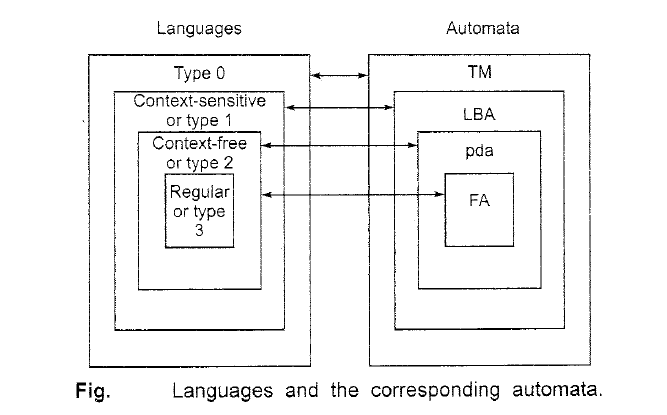 Languages
Automata
Type 0
TM
Context-sensitive
or type 1
LBA
Context-free
or type 2
pda
Regular
or type
3
FA
Fig. Languages and the corresponding automata.